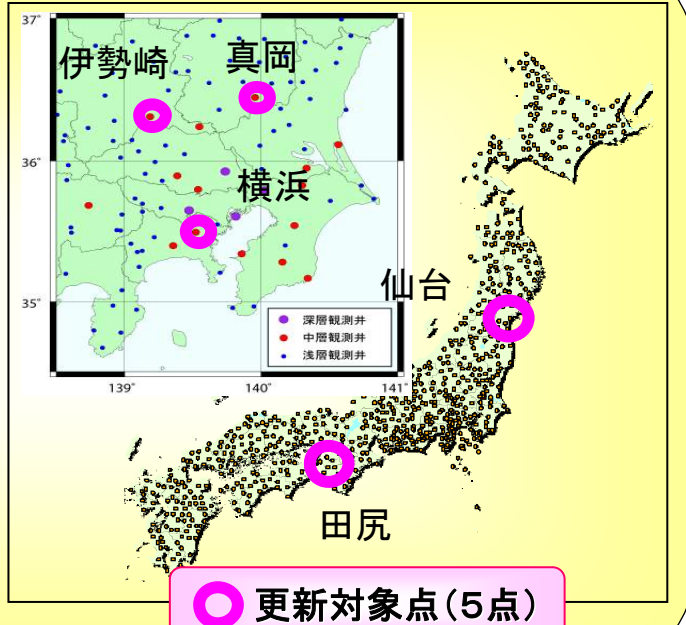 37°
伊勢崎
真岡
36°
横浜
35°
深層観測井
中層観測井
浅層観測井
139°
140°
141°
仙台
田尻
更新対象点(5点)